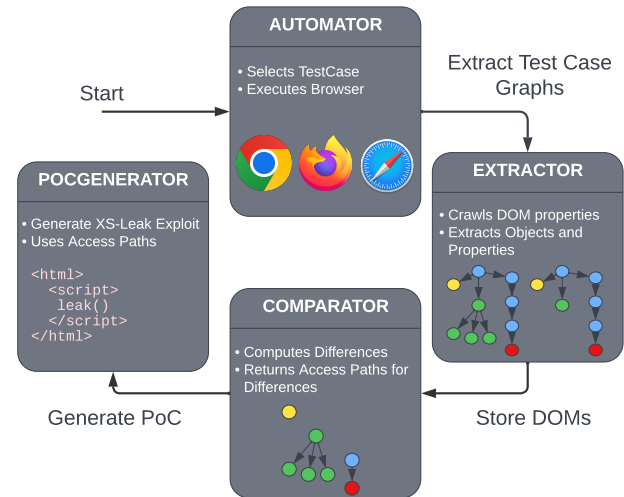 AUTOMATOR
• Selects TestCase
• Executes Browser
Start
Extract Test Case
Graphs
EXTRACTOR
• Crawls DOM properties
• Extracts Objects and
Properties
POCGENERATOR
• Generate XS-Leak Exploit
• Uses Access Paths
<html>
<script>
leak()
</script>
</html>
COMPARATOR
• Computes Differences
• Returns Access Paths for
Differences
Generate PoC
Store DOMs